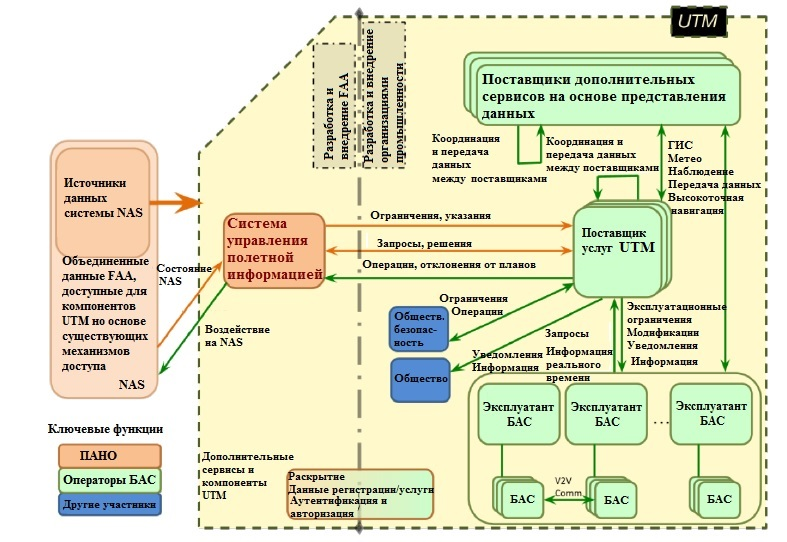 UTM
Разработка и
внедрение FAA
Разработка и внедрение
организациями
промышленности
Поставщики дополнительных
сервисов на основе представления
данных
Координация
и передача
данных
между поставщиками
Координация и
передача данных
между поставщиками
ГИС
Метео
Наблюдение
Передача данных
Высокоточная
навигация
Источники
данных
системы NAS
Объединенные
данные FAA,
доступные для
компонентов
UTM но основе
существующих
механизмов
доступа
NAS
Состояние
NAS
Воздействие
на NAS
Система
управления
полетной
информацией
Ограничения, указания
Запросы, решения
Операции, отклонения от планов
Поставщик
услуг UTM
Ограничения
Операции
Обществ.
безопас-
ность
Общество
Уведомления
Информация
Запросы
Информация
реального
времени
Эксплуатационные
ограничения
Модификации
Уведомления
Информация
Эксплуатант
БАС
Эксплуатант
БАС
...
Эксплуатант
БАС
БАС
V2V
Comm.
БАС
БАС
Ключевые функции
ПАНО
Операторы БАС
Другие участники
Дополнительные
сервисы и
компоненты
UTM
Раскрытие
Данные регистрации/услуги
Аутентификация и
авторизация